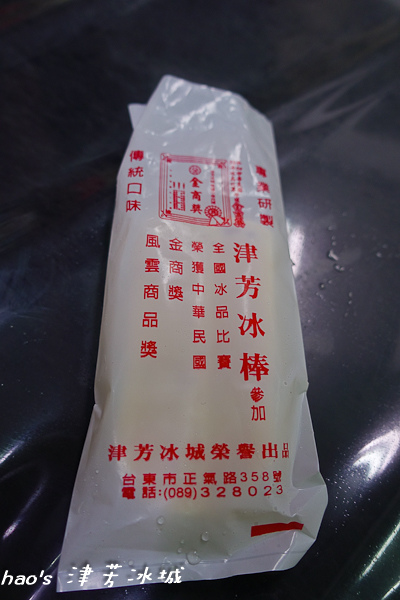 專業研製
傳統口味
金商獎
津芳冰棒參加
全國冰品比賽
榮獲中華民國
金商獎
風雲商品獎
津芳冰城榮譽出品
台東市正氣路358號
電話:(089)328023
hao's 津芳冰城